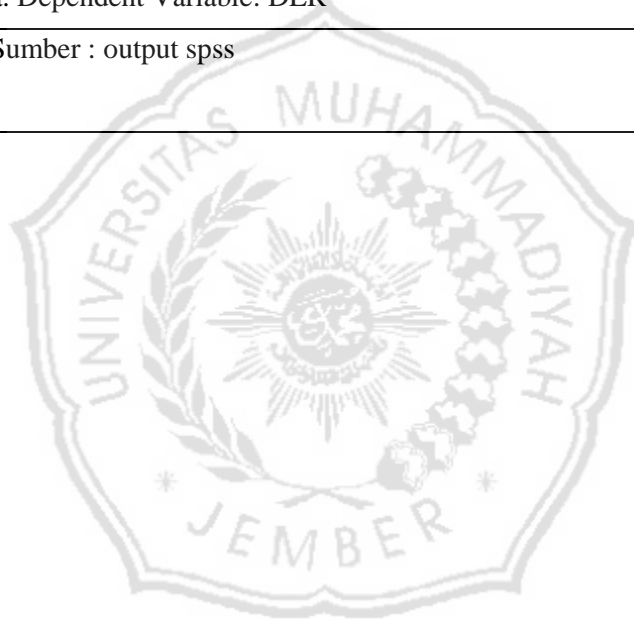 a. Dependent Variable: DER
Sumber : output spss
UNIVERSITAS MUHAMMADIYAH
JEMBER